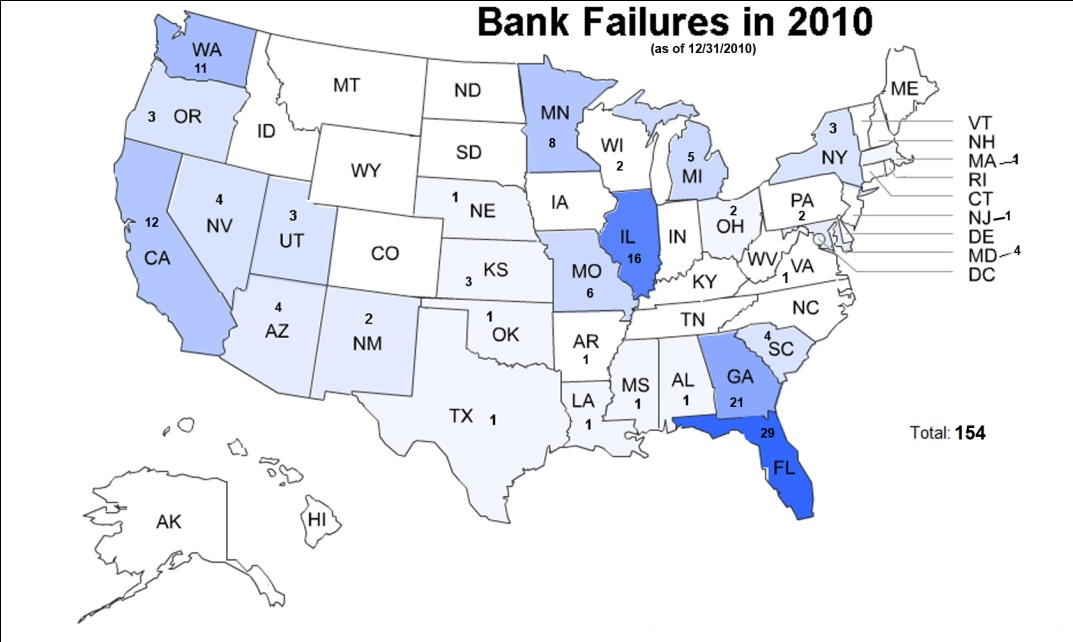 Bank Failures in 2010
(as of 12/31/2010)
WA
11
OR
3
ID
MT
ND
MN
8
WI
2
MI
5
NY
3
ME
VT
NH
MA 1
RI
CT
NJ 1
DE
MD 4
DC
SD
WY
NE
1
IA
IL
16
IN
OH
2
PA
2
WV
VA
1
CA
12
NV
4
UT
3
CO
KS
3
MO
6
KY
NC
TN
AZ
4
NM
2
OK
1
AR
1
SC
4
MS
1
AL
1
GA
21
TX
1
LA
1
FL
29
Total: 154
AK
HI